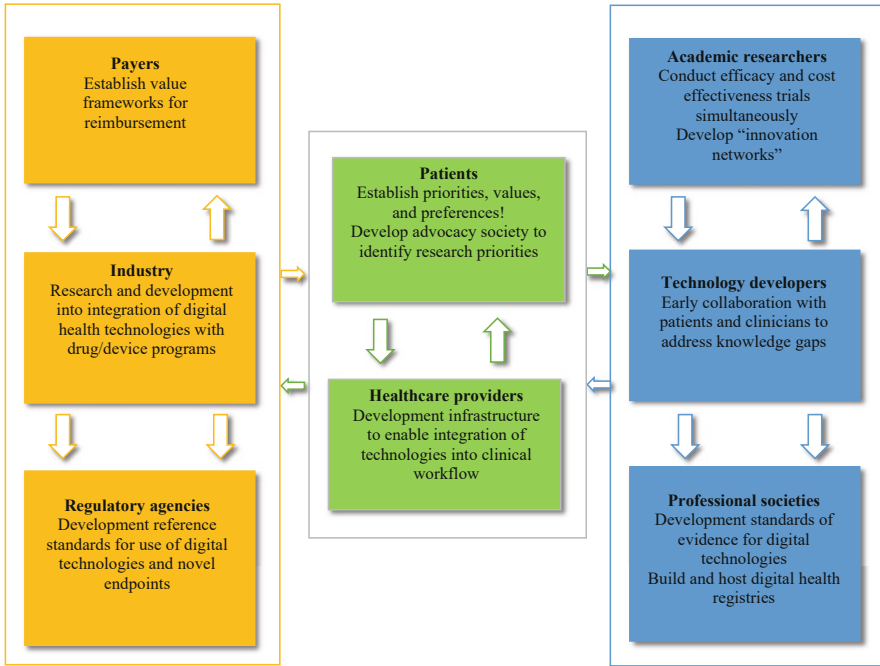 Payers
Establish value
frameworks for
reimbursement
Industry
Research and development
into integration of digital
health technologies with
drug/device programs
Regulatory agencies
Development reference
standards for use of digital
technologies and novel
endpoints
Patients
Establish priorities, values,
and preferences!
Develop advocacy society to
identify research priorities
Healthcare providers
Development infrastructure
to enable integration of
technologies into clinical
workflow
Academic researchers
Conduct efficacy and cost
effectiveness trials
simultaneously
Develop “innovation
networks”
Technology developers
Early collaboration with
patients and clinicians to
address knowledge gaps
Professional societies
Development standards of
evidence for digital
technologies
Build and host digital health
registries